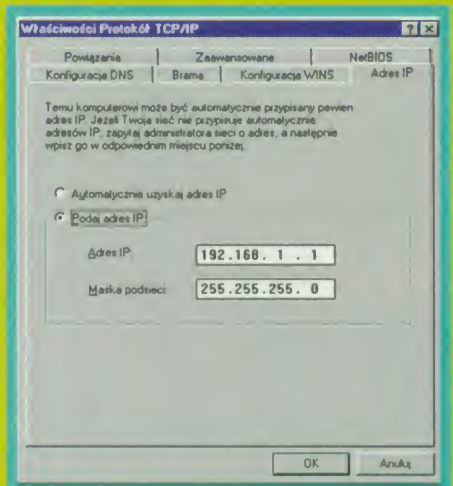 Właściwości Protokół TCP/IP
Powiązania Zaawansowane NetBIOS
Konfiguracja DNS Brama Konfiguracja WINS Adres IP
Temu komputerowi może być automatycznie przypisany pewien
adres IP. Jeżeli Twoja sieć nie przypisuje automatycznie
adresów IP, zapytaj administratora sieci o adres, a następnie
wpisz go w odpowiednim miejscu poniżej.
Automatycznie uzyskaj adres IP
Podaj adres IP:
Adres IP:
192.168. 1 . 1
Maska podsieci:
255.255.255. 0
OK Anuluj